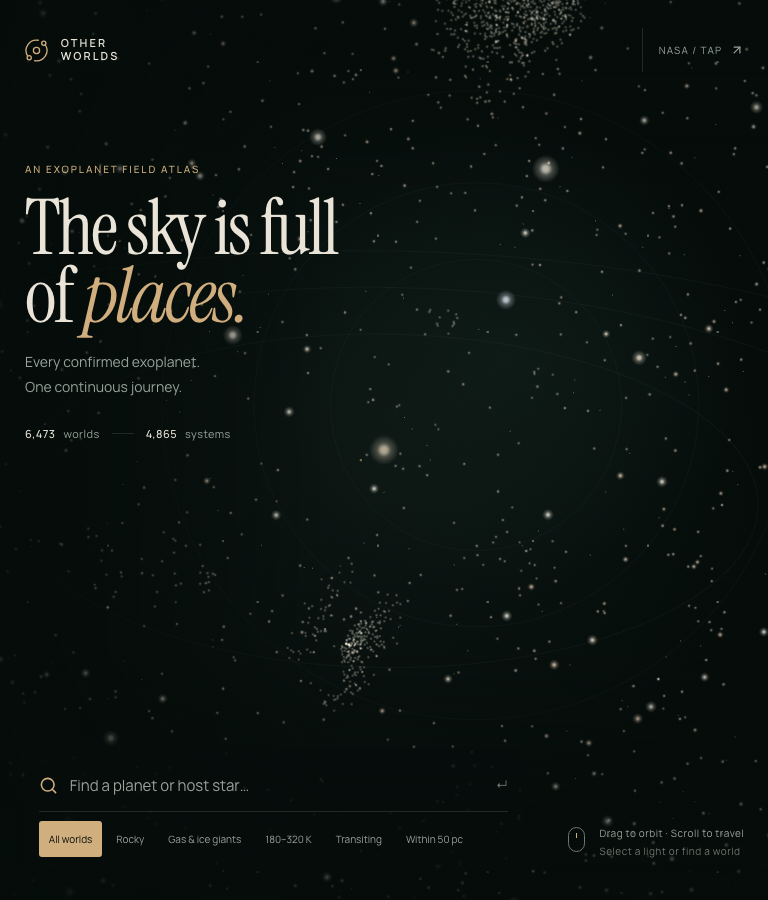 OTHER
WORLDS
NASA / TAP
AN EXOPLANET FIELD ATLAS
The sky is full
of places.
Every confirmed exoplanet.
One continuous journey.
6,473 worlds 4,865 systems
Find a planet or host star…
All worlds Rocky Gas & ice giants 180–320 K Transiting Within 50 pc
Drag to orbit · Scroll to travel
Select a light or find a world